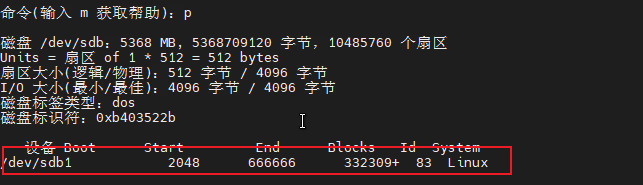 命令(输入 m 获取帮助)：p
磁盘 /dev/sdb：5368 MB, 5368709120 字节，10485760 个扇区
Units = 扇区 of 1 * 512 = 512 bytes
扇区大小(逻辑/物理)：512 字节 / 4096 字节
I/O 大小(最小/最佳)：4096 字节 / 4096 字节
磁盘标签类型：dos
磁盘标识符：0xb403522b
设备 Boot Start End Blocks Id System
/dev/sdb1 2048 666666 332309+ 83 Linux